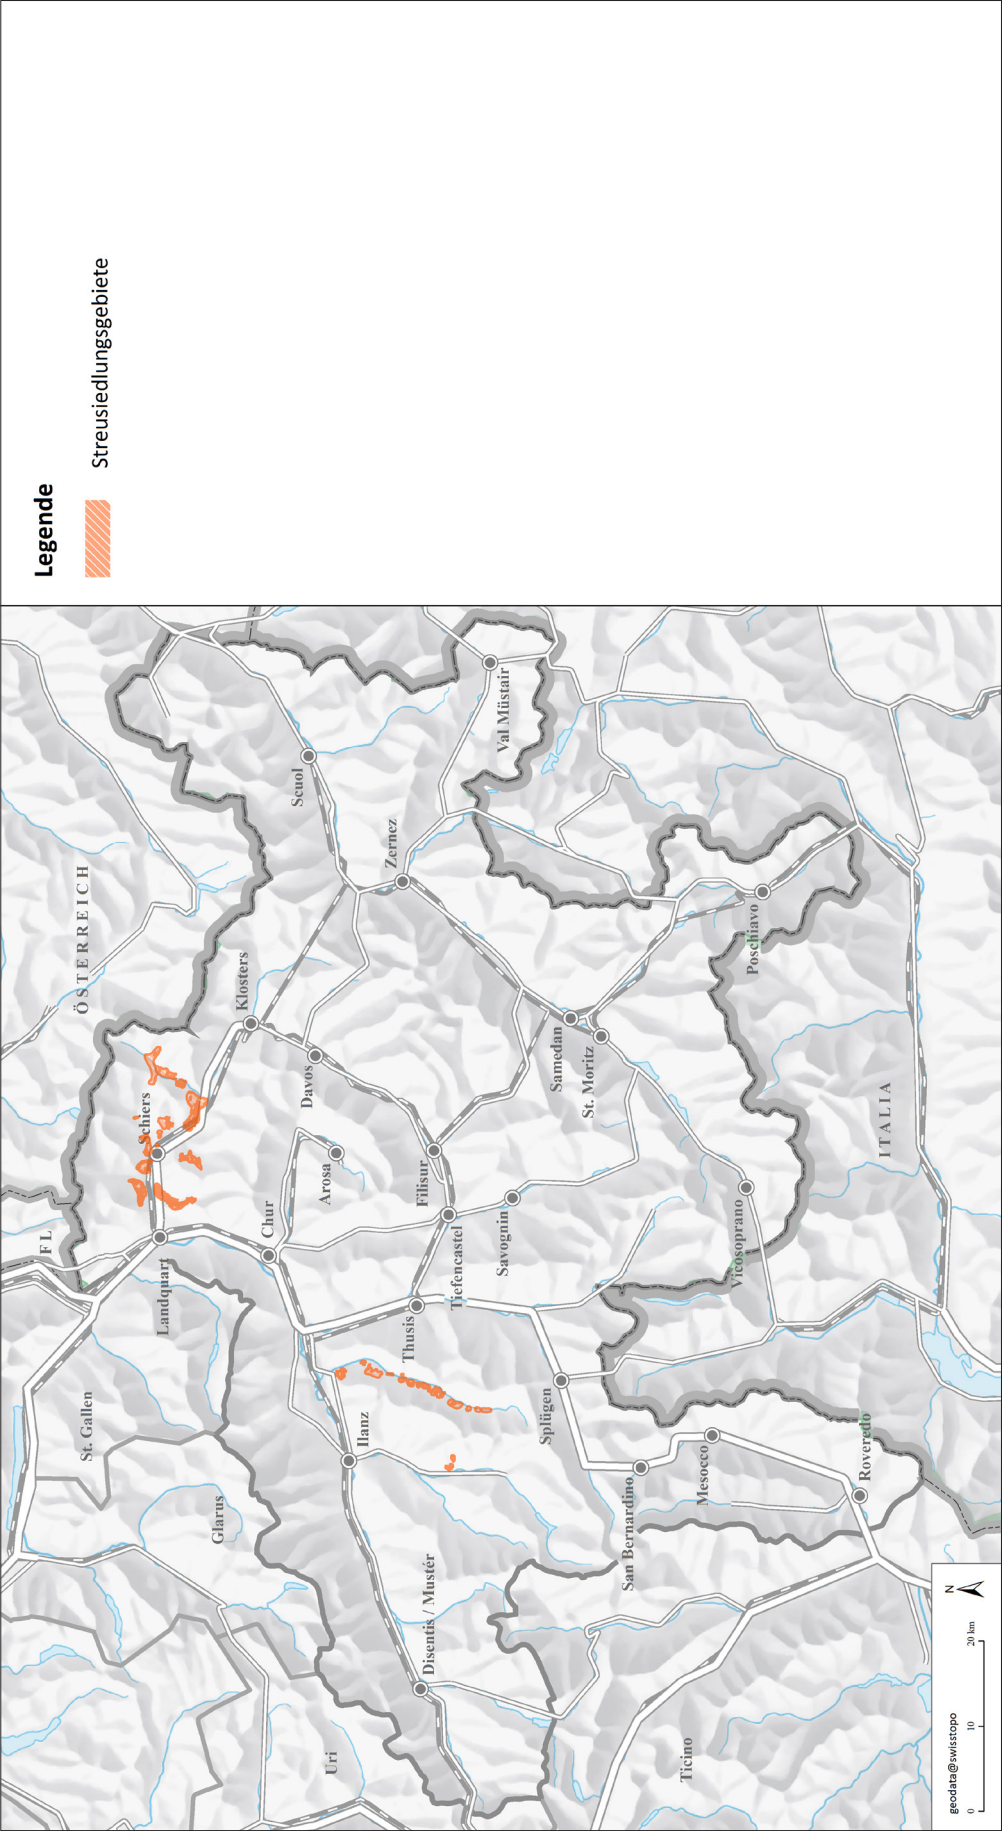 Legende
Streusiedlungsgebiete
ÖSTERREICH
FL
St. Gallen
Glarus
Uri
Ticino
ITALIA
Schiers
Landquart
Klosters
Davos
Arosa
Chur
Scuol
Zernez
Val Müstair
Filisur
Tiefencastel
Thusis
Savognin
Ilanz
Disentis / Mustér
Splügen
Samedan
St. Moritz
Poschiavo
Vicosoprano
San Bernardino
Mesocco
Roveredo
geodata@swisstopo
N
0 10 20 km